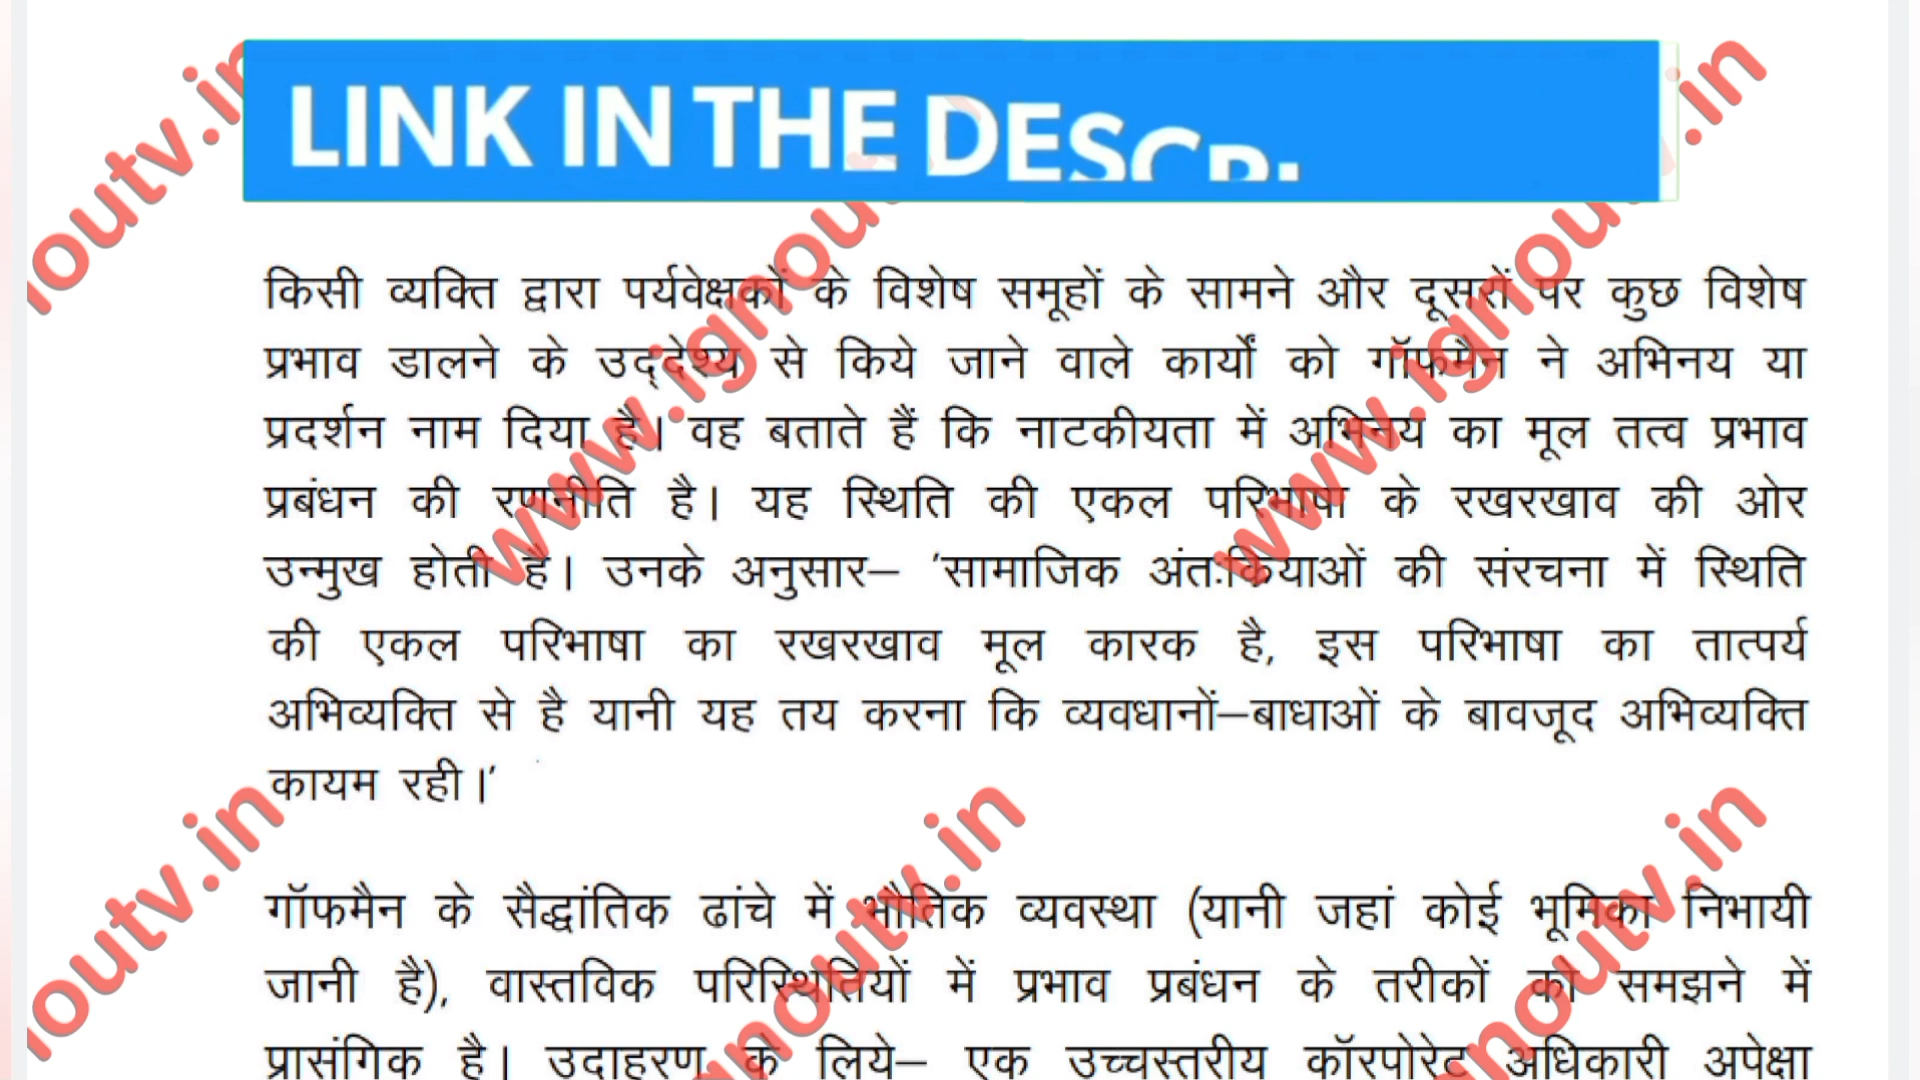 LINK IN THE DESCRI
www.ignoutv.in
किसी व्यक्ति द्वारा पर्यवेक्षकों के विशेष समूहों के सामने और दूसरों पर कुछ विशेष
प्रभाव डालने के उद्देश्य से किये जाने वाले कार्यों को गॉफमैन ने अभिनय या
प्रदर्शन नाम दिया है। वह बताते हैं कि नाटकीयता में अभिनय का मूल तत्व प्रभाव
प्रबंधन की रणनीति है। यह स्थिति की एकल परिभाषा के रखरखाव की ओर
उन्मुख होती है। उनके अनुसार– 'सामाजिक अंतःक्रियाओं की संरचना में स्थिति
की एकल परिभाषा का रखरखाव मूल कारक है, इस परिभाषा का तात्पर्य
अभिव्यक्ति से है यानी यह तय करना कि व्यवधानों–बाधाओं के बावजूद अभिव्यक्ति
कायम रही।'
गॉफमैन के सैद्धांतिक ढांचे में भौतिक व्यवस्था (यानी जहां कोई भूमिका निभायी
जानी है), वास्तविक परिस्थितियों में प्रभाव प्रबंधन के तरीकों को समझने में
प्रासंगिक है। उदाहरण के लिये– एक उच्चस्तरीय कॉरपोरेट अधिकारी अपेक्षा